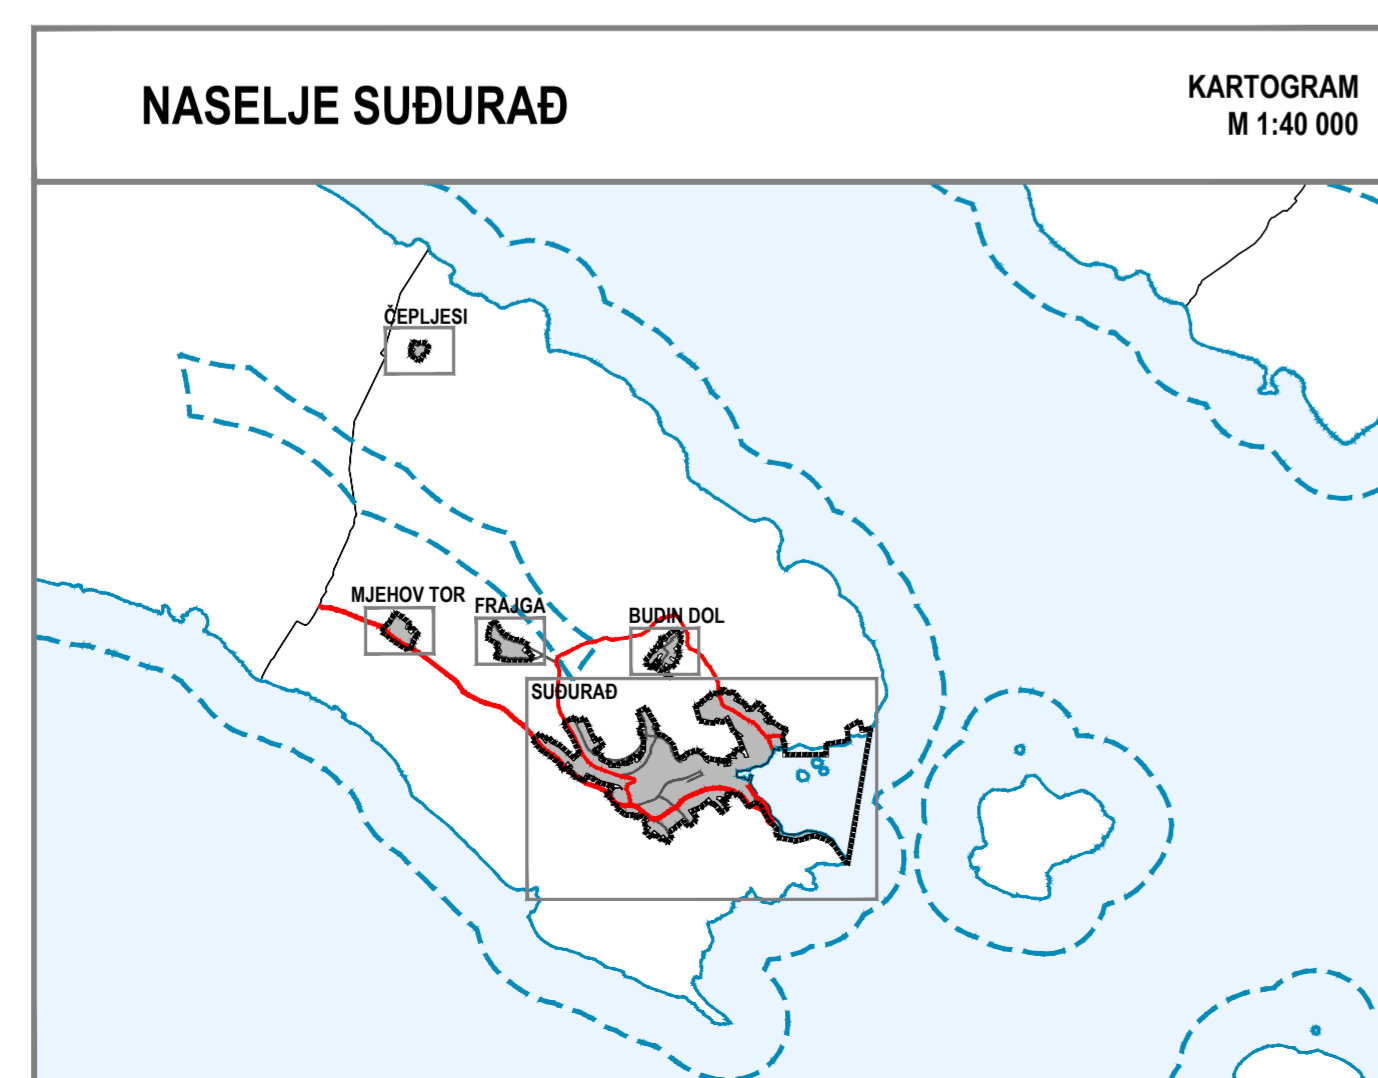 NASELJE SUĐURAĐ
KARTOGRAM
M 1:40 000
ČEPLJESI
MJEHOV TOR
FRAJGA
BUDIN DOL
SUĐURAĐ